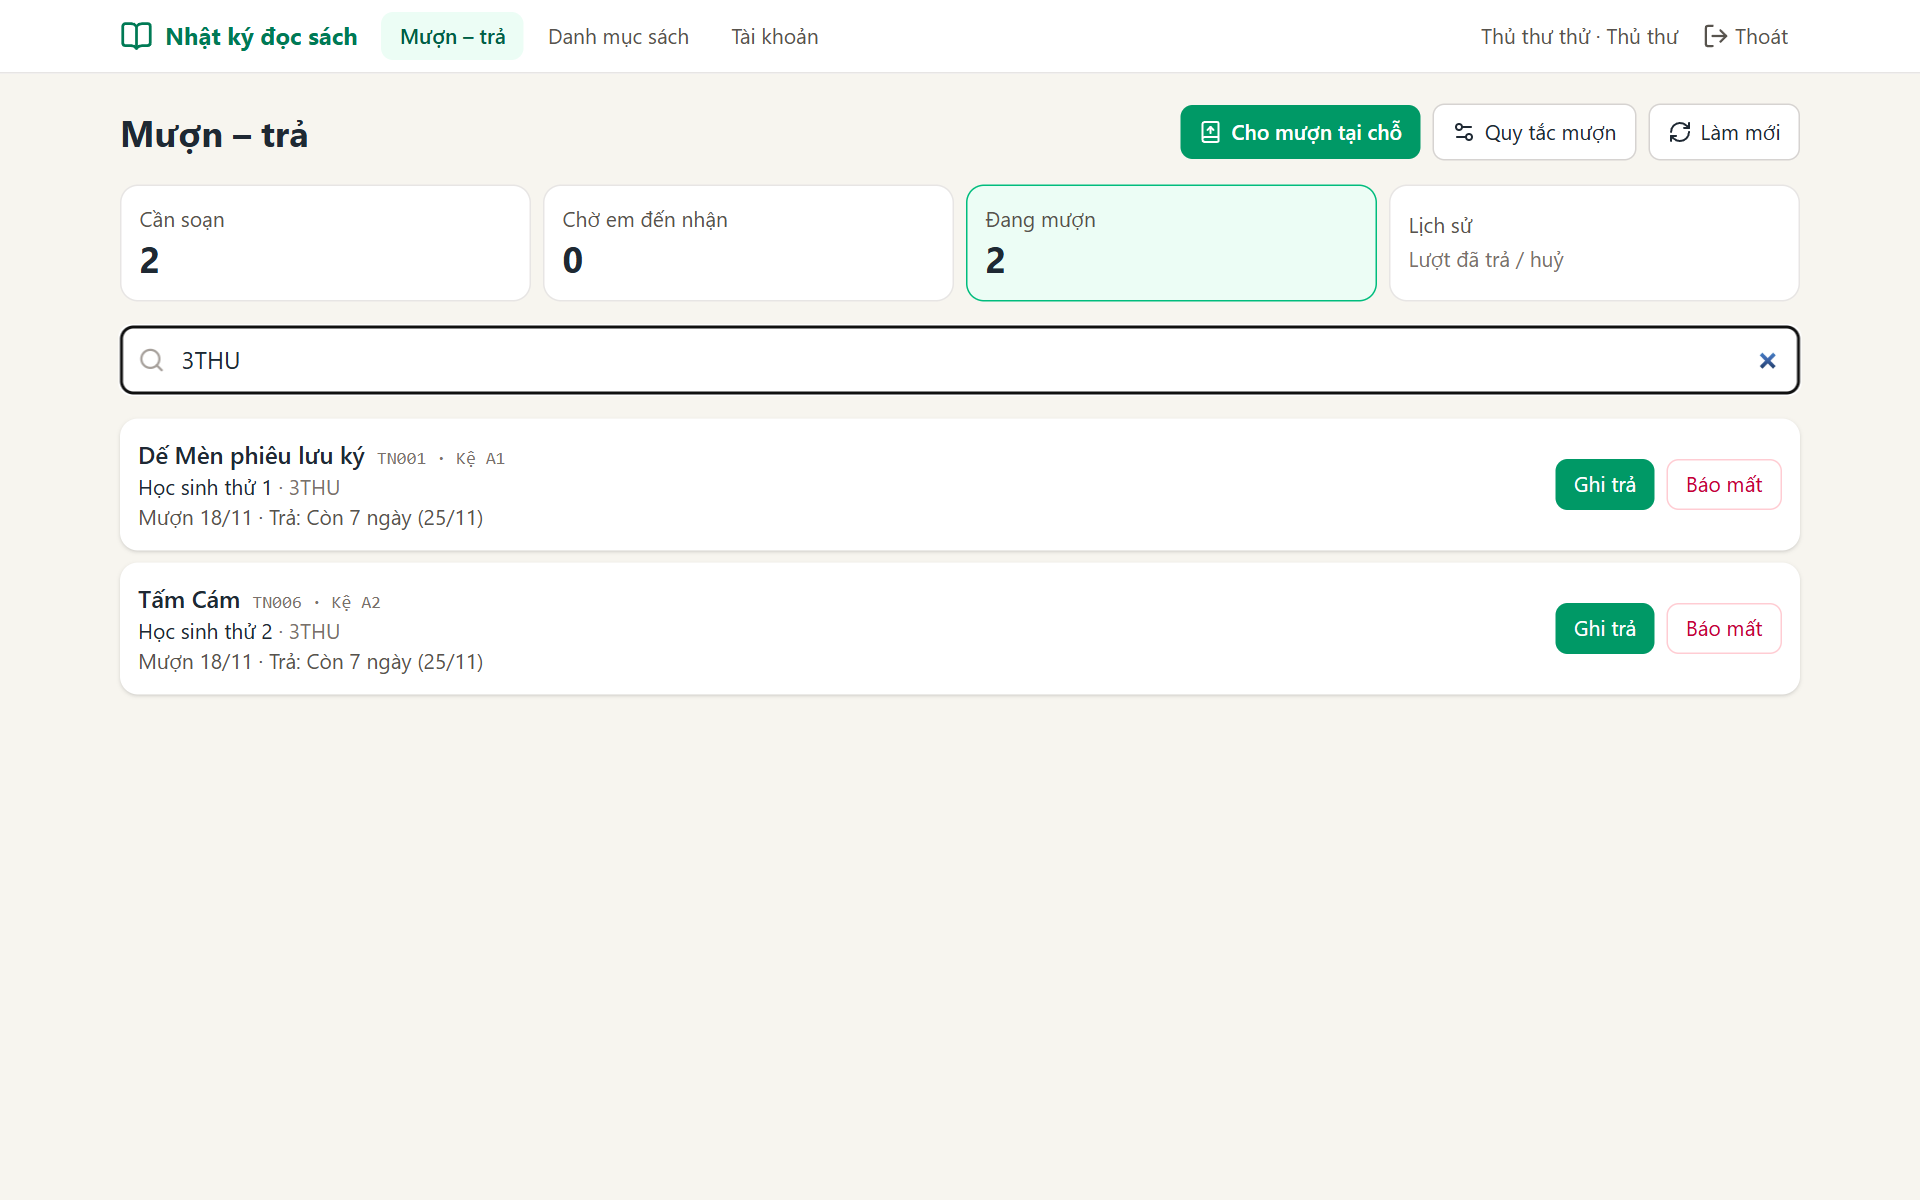 Nhật ký đọc sách
Mượn – trả
Danh mục sách
Tài khoản
Thủ thư thử · Thủ thư
Thoát
Mượn – trả
Cho mượn tại chỗ
Quy tắc mượn
Làm mới
Cần soạn
2
Chờ em đến nhận
0
Đang mượn
2
Lịch sử
Lượt đã trả / huỷ
3THU
Dế Mèn phiêu lưu ký TN001 · Kệ A1
Học sinh thử 1 · 3THU
Mượn 18/11 · Trả: Còn 7 ngày (25/11)
Ghi trả
Báo mất
Tấm Cám TN006 · Kệ A2
Học sinh thử 2 · 3THU
Mượn 18/11 · Trả: Còn 7 ngày (25/11)
Ghi trả
Báo mất